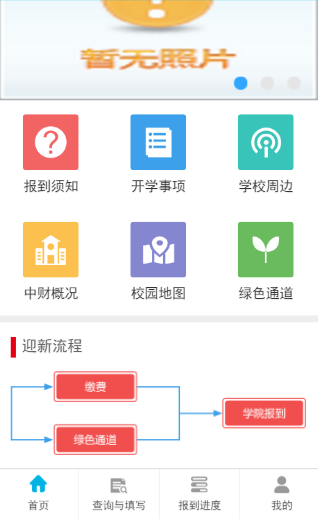 暂无照片
报到须知 开学事项 学校周边
中财概况 校园地图 绿色通道
迎新流程
缴费
学院报到
绿色通道
首页 查询与填写 报到进度 我的